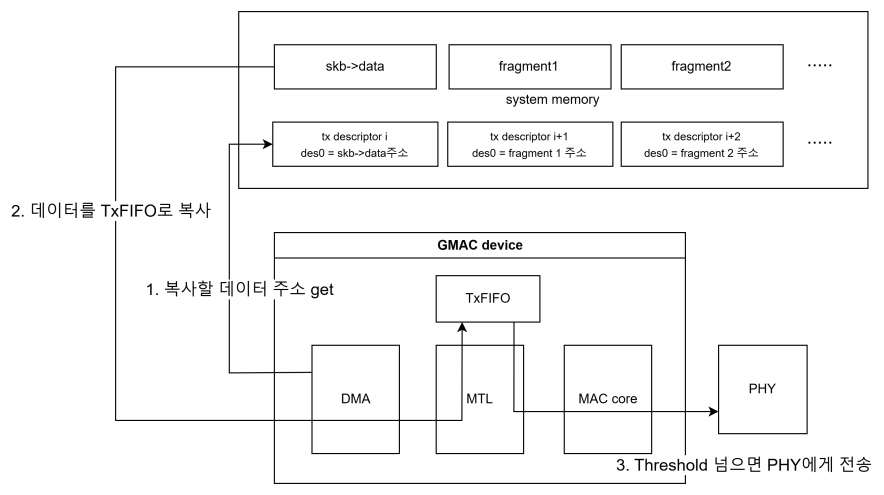 skb->data
fragment1
fragment2
.....
system memory
tx descriptor i
des0 = skb->data주소
tx descriptor i+1
des0 = fragment 1 주소
tx descriptor i+2
des0 = fragment 2 주소
.....
2. 데이터를 TxFIFO로 복사
GMAC device
1. 복사할 데이터 주소 get
TxFIFO
DMA
MTL
MAC core
PHY
3. Threshold 넘으면 PHY에게 전송